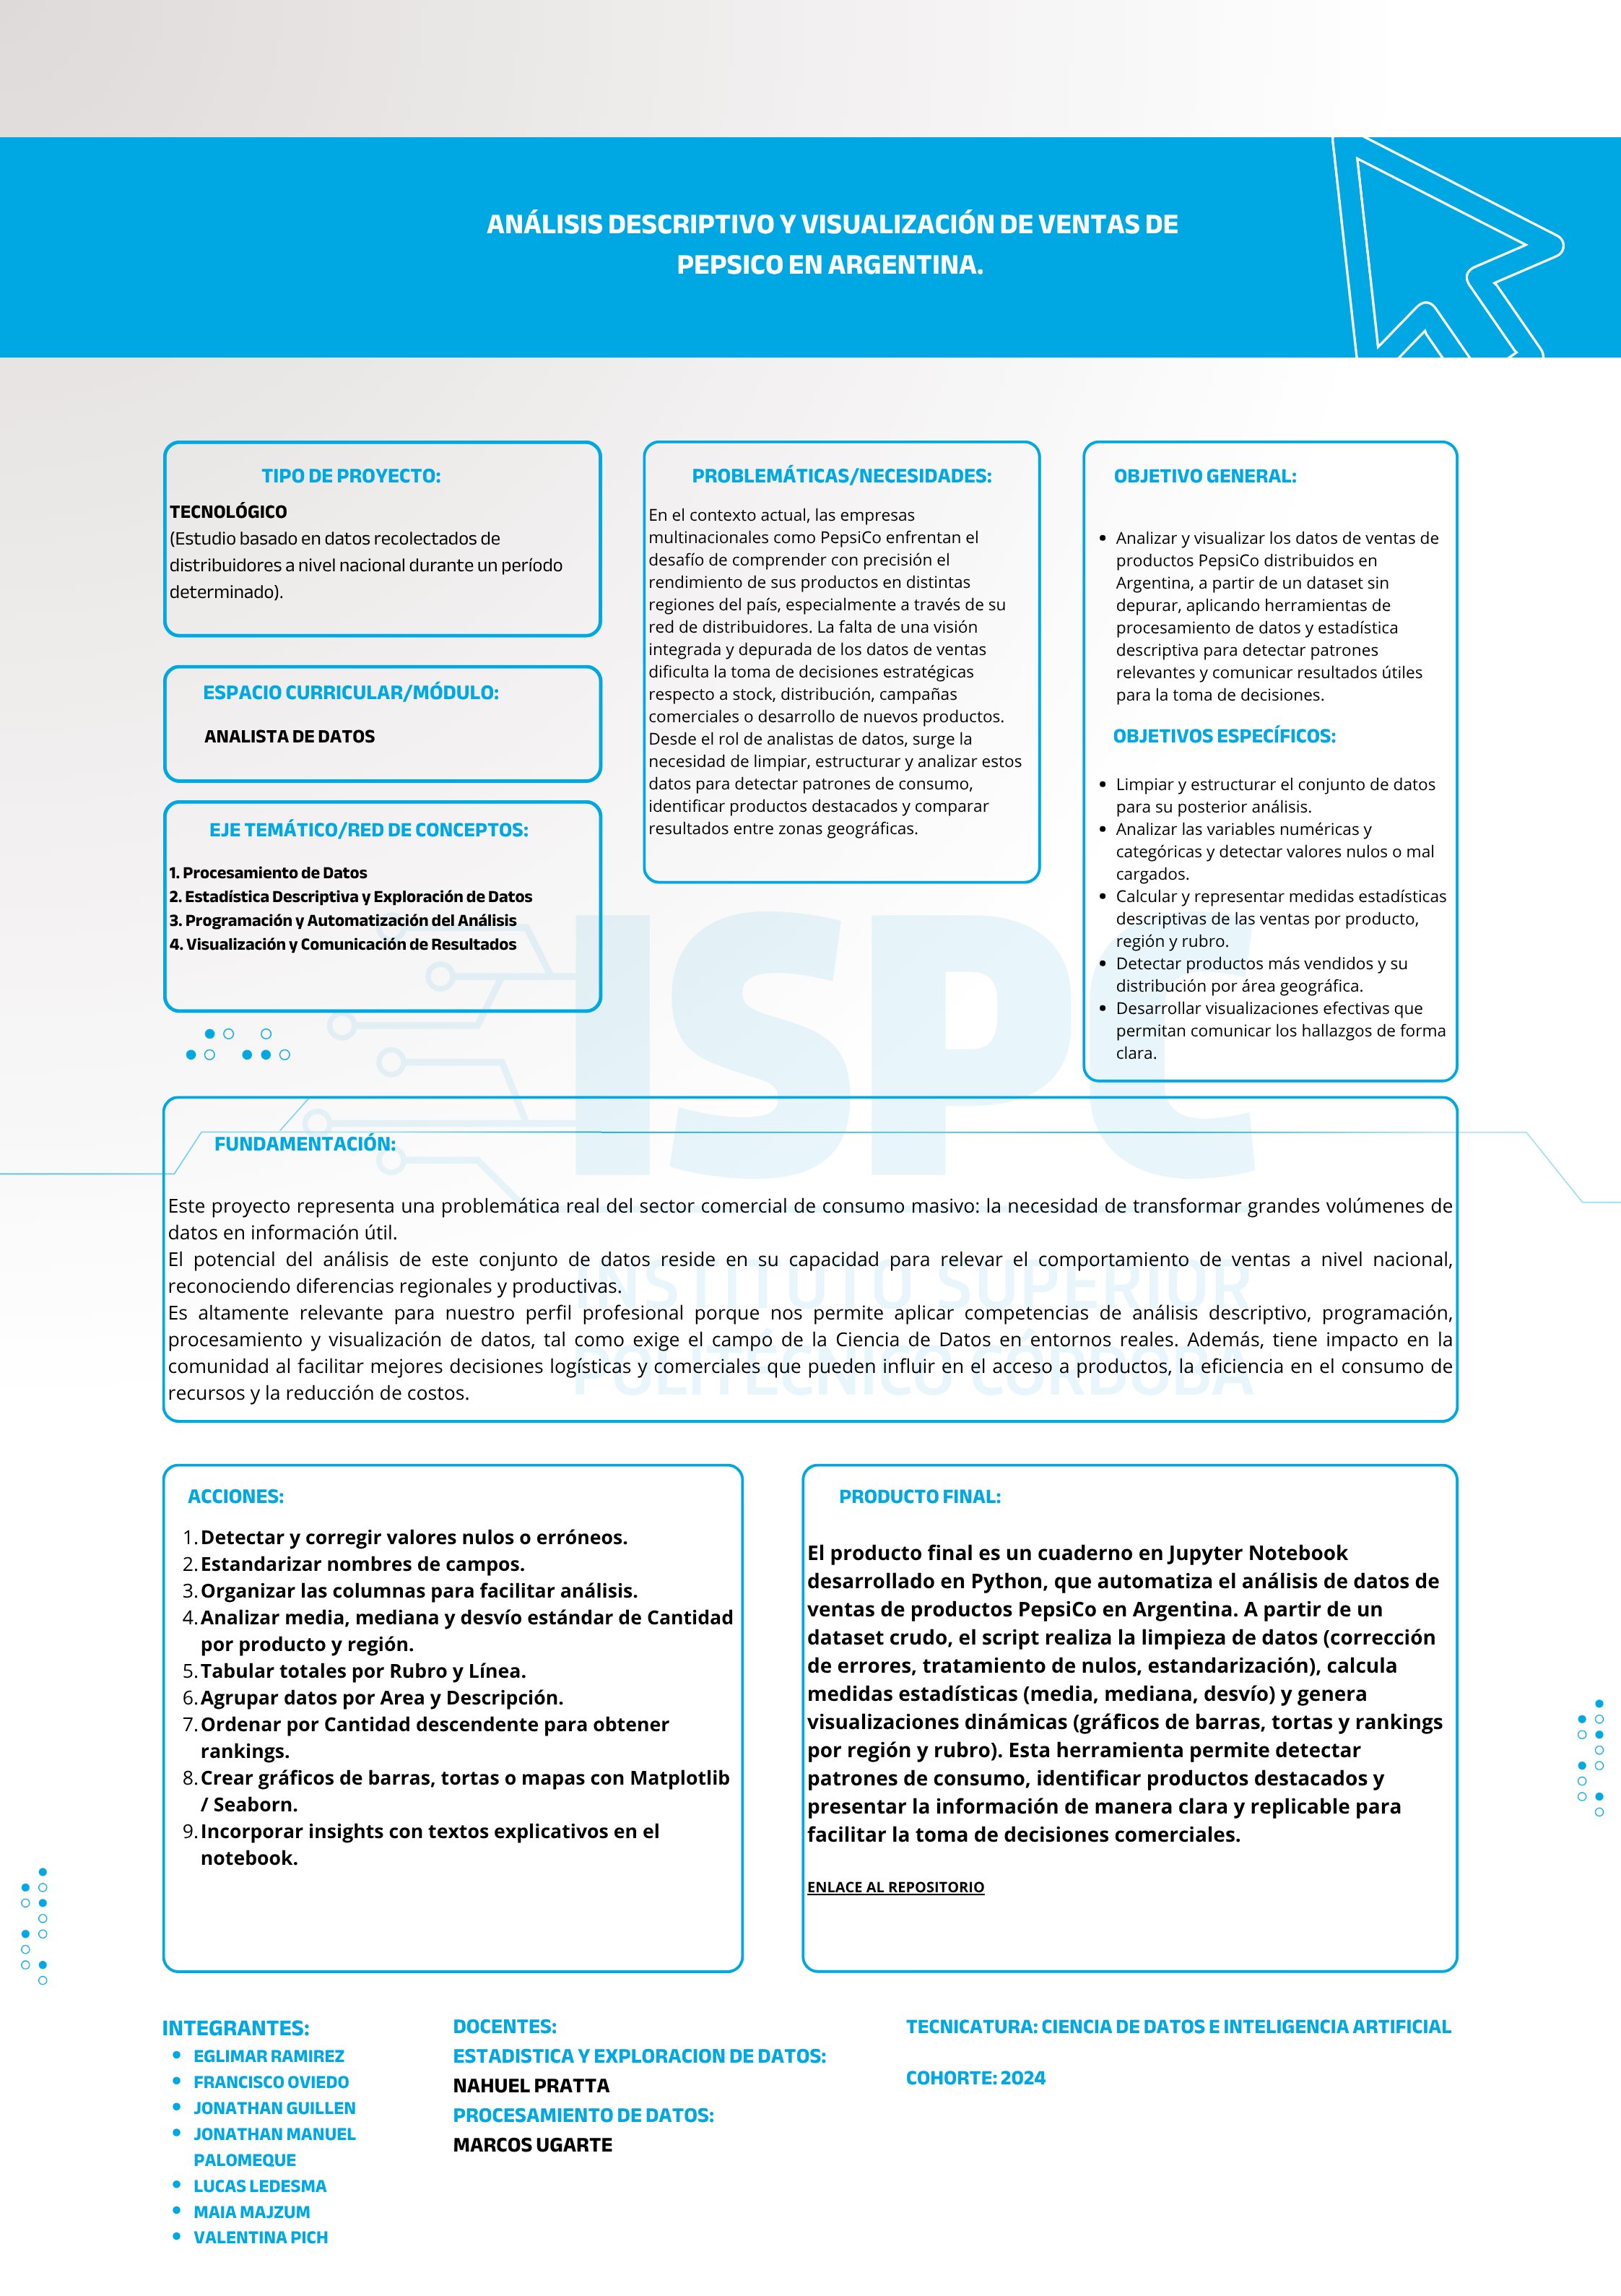 ANÁLISIS DESCRIPTIVO Y VISUALIZACIÓN DE VENTAS DE
PEPSICO EN ARGENTINA.
TIPO DE PROYECTO:
TECNOLÓGICO
(Estudio basado en datos recolectados de
distribuidores a nivel nacional durante un período
determinado).
ESPACIO CURRICULAR/MÓDULO:
ANALISTA DE DATOS
EJE TEMÁTICO/RED DE CONCEPTOS:
1. Procesamiento de Datos
2. Estadística Descriptiva y Exploración de Datos
3. Programación y Automatización del Análisis
4. Visualización y Comunicación de Resultados
PROBLEMÁTICAS/NECESIDADES:
En el contexto actual, las empresas
multinacionales como PepsiCo enfrentan el
desafío de comprender con precisión el
rendimiento de sus productos en distintas
regiones del país, especialmente a través de su
red de distribuidores. La falta de una visión
integrada y depurada de los datos de ventas
dificulta la toma de decisiones estratégicas
respecto a stock, distribución, campañas
comerciales o desarrollo de nuevos productos.
Desde el rol de analistas de datos, surge la
necesidad de limpiar, estructurar y analizar estos
datos para detectar patrones de consumo,
identificar productos destacados y comparar
resultados entre zonas geográficas.
OBJETIVO GENERAL:
• Analizar y visualizar los datos de ventas de
productos PepsiCo distribuidos en
Argentina, a partir de un dataset sin
depurar, aplicando herramientas de
procesamiento de datos y estadística
descriptiva para detectar patrones
relevantes y comunicar resultados útiles
para la toma de decisiones.
OBJETIVOS ESPECÍFICOS:
• Limpiar y estructurar el conjunto de datos
para su posterior análisis.
• Analizar las variables numéricas y
categóricas y detectar valores nulos o mal
cargados.
• Calcular y representar medidas estadísticas
descriptivas de las ventas por producto,
región y rubro.
• Detectar productos más vendidos y su
distribución por área geográfica.
• Desarrollar visualizaciones efectivas que
permitan comunicar los hallazgos de forma
clara.
ISPC
INSTITUTO SUPERIOR
POLITÉCNICO CÓRDOBA
FUNDAMENTACIÓN:
Este proyecto representa una problemática real del sector comercial de consumo masivo: la necesidad de transformar grandes volúmenes de
datos en información útil.
El potencial del análisis de este conjunto de datos reside en su capacidad para relevar el comportamiento de ventas a nivel nacional,
reconociendo diferencias regionales y productivas.
Es altamente relevante para nuestro perfil profesional porque nos permite aplicar competencias de análisis descriptivo, programación,
procesamiento y visualización de datos, tal como exige el campo de la Ciencia de Datos en entornos reales. Además, tiene impacto en la
comunidad al facilitar mejores decisiones logísticas y comerciales que pueden influir en el acceso a productos, la eficiencia en el consumo de
recursos y la reducción de costos.
ACCIONES:
1. Detectar y corregir valores nulos o erróneos.
2. Estandarizar nombres de campos.
3. Organizar las columnas para facilitar análisis.
4. Analizar media, mediana y desvío estándar de Cantidad
por producto y región.
5. Tabular totales por Rubro y Línea.
6. Agrupar datos por Area y Descripción.
7. Ordenar por Cantidad descendente para obtener
rankings.
8. Crear gráficos de barras, tortas o mapas con Matplotlib
/ Seaborn.
9. Incorporar insights con textos explicativos en el
notebook.
PRODUCTO FINAL:
El producto final es un cuaderno en Jupyter Notebook
desarrollado en Python, que automatiza el análisis de datos de
ventas de productos PepsiCo en Argentina. A partir de un
dataset crudo, el script realiza la limpieza de datos (corrección
de errores, tratamiento de nulos, estandarización), calcula
medidas estadísticas (media, mediana, desvío) y genera
visualizaciones dinámicas (gráficos de barras, tortas y rankings
por región y rubro). Esta herramienta permite detectar
patrones de consumo, identificar productos destacados y
presentar la información de manera clara y replicable para
facilitar la toma de decisiones comerciales.
ENLACE AL REPOSITORIO
INTEGRANTES:
• EGLIMAR RAMIREZ
• FRANCISCO OVIEDO
• JONATHAN GUILLEN
• JONATHAN MANUEL
PALOMEQUE
• LUCAS LEDESMA
• MAIA MAJZUM
• VALENTINA PICH
DOCENTES:
ESTADISTICA Y EXPLORACION DE DATOS:
NAHUEL PRATTA
PROCESAMIENTO DE DATOS:
MARCOS UGARTE
TECNICATURA: CIENCIA DE DATOS E INTELIGENCIA ARTIFICIAL
COHORTE: 2024